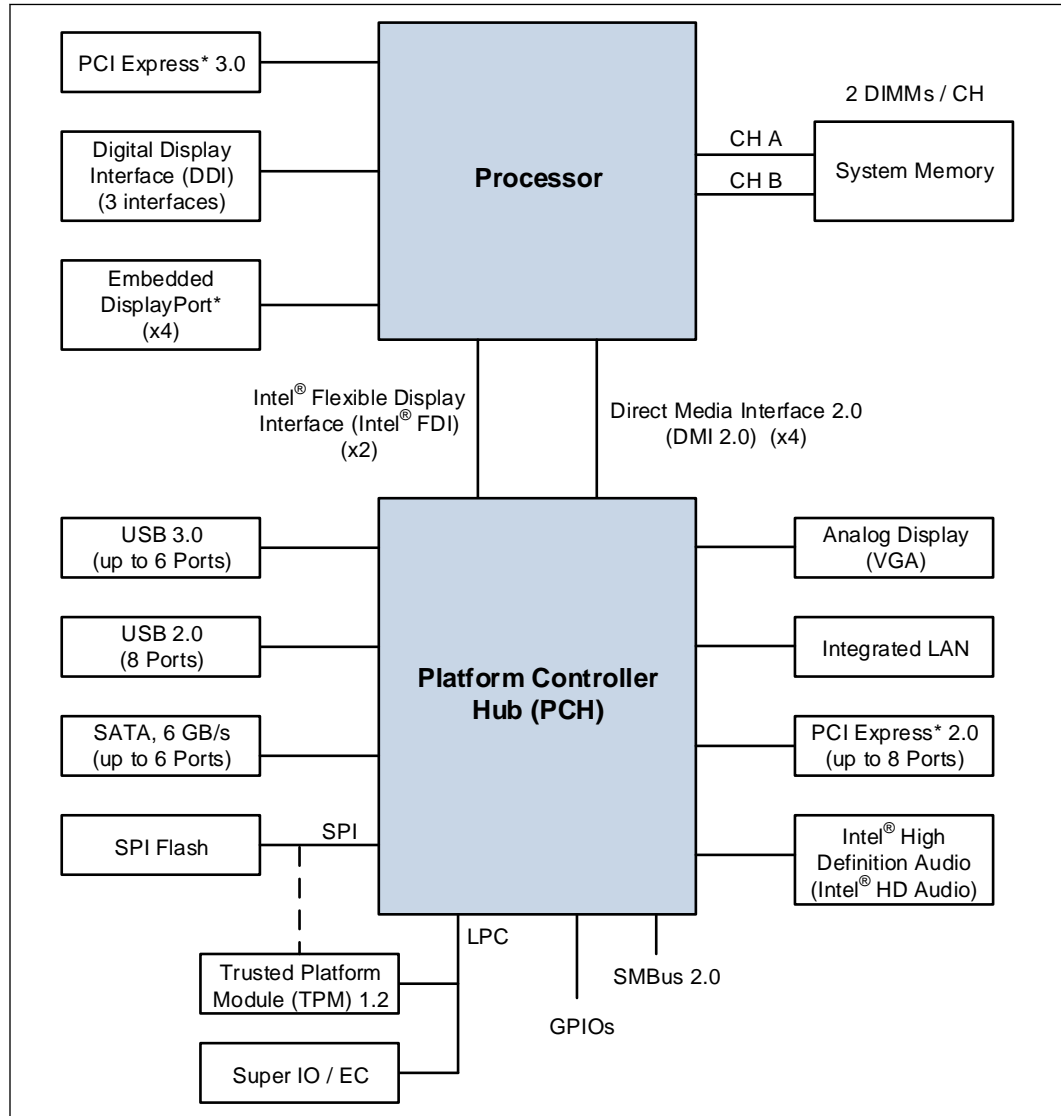 PCI Express* 3.0
Digital Display
Interface (DDI)
(3 interfaces)
Embedded
DisplayPort*
(x4)
Processor
2 DIMMs / CH
CH A
CH B
System Memory
Intel® Flexible Display
Interface (Intel® FDI)
(x2)
Direct Media Interface 2.0
(DMI 2.0) (x4)
USB 3.0
(up to 6 Ports)
USB 2.0
(8 Ports)
SATA, 6 GB/s
(up to 6 Ports)
SPI Flash
SPI
Platform Controller
Hub (PCH)
Analog Display
(VGA)
Integrated LAN
PCI Express* 2.0
(up to 8 Ports)
Intel® High
Definition Audio
(Intel® HD Audio)
LPC
Trusted Platform
Module (TPM) 1.2
Super IO / EC
SMBus 2.0
GPIOs